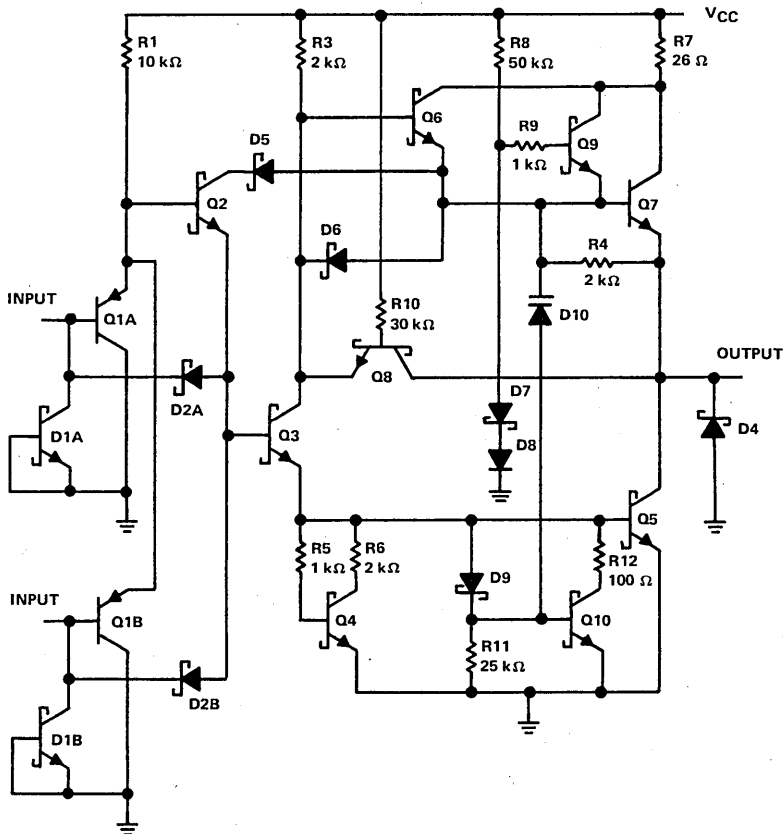 VCC
R1
10 kΩ
R3
2 kΩ
R8
50 kΩ
R7
26 Ω
Q6
D5
R9
1 kΩ
Q9
Q2
Q7
D6
R4
2 kΩ
INPUT
Q1A
R10
30 kΩ
D10
OUTPUT
Q8
D2A
D7
D4
D1A
Q3
D8
Q5
R5
1 kΩ
R6
2 kΩ
D9
R12
100 Ω
INPUT
Q1B
Q4
R11
25 kΩ
Q10
D2B
D1B